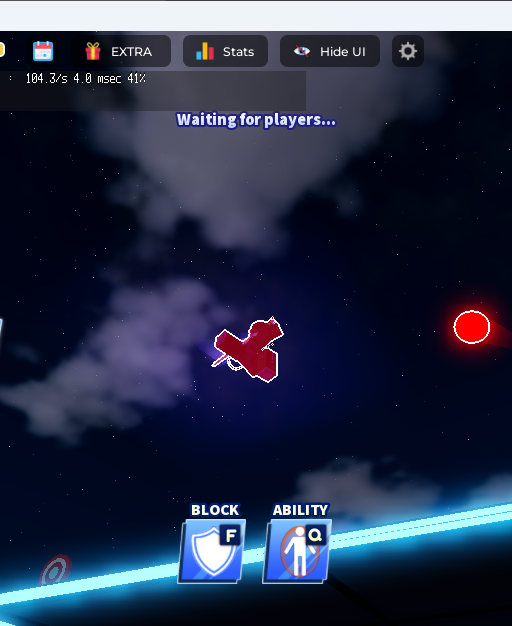 EXTRA
Stats
Hide UI
: 104.3/s 4.0 msec 41%
Waiting for players...
BLOCK
ABILITY
F
Q